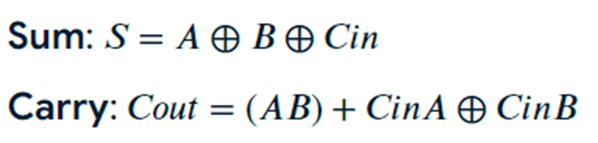 Sum: S = A ⊕ B ⊕ Cin
Carry: Cout = (AB) + CinA ⊕ CinB